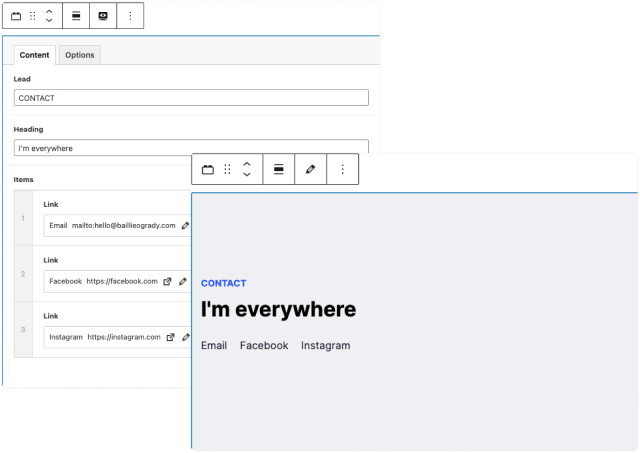 Content Options
Lead
CONTACT
Heading
I'm everywhere
Items
1
Link
Email mailto:hello@baillieogrady.com
2
Link
Facebook https://facebook.com
3
Link
Instagram https://instagram.com
CONTACT
I'm everywhere
Email Facebook Instagram